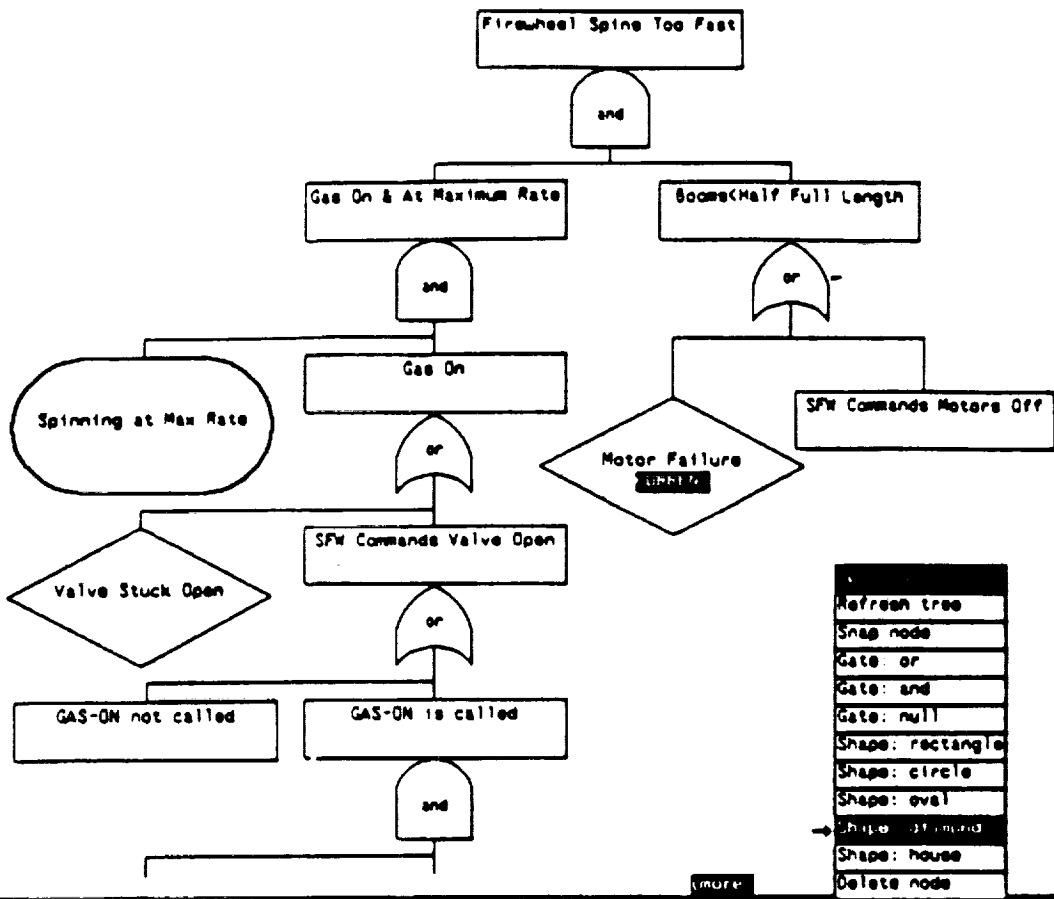 Firewheel Spins Too Fast
and
Gas On & At Maximum Rate
Booms<Half Full Length
and
or
Spinning at Max Rate
Gas On
SFW Commands Motors Off
or
Motor Failure
Valve Stuck Open
SFW Commands Valve Open
or
GAS-ON not called
GAS-ON is called
and
Refresh tree
Snap node
Gate: or
Gate: and
Gate: null
Shape: rectangle
Shape: circle
Shape: oval
Shape: diamond
Shape: house
Delete node
(more